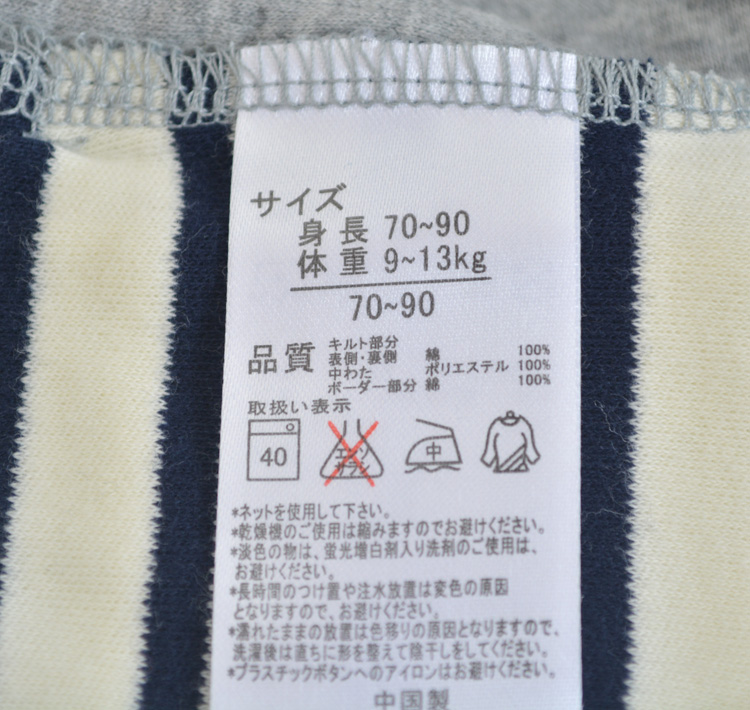 サイズ
身長 70~90
体重 9~13kg
70~90
品質
キルト部分
表側・裏側 綿 100%
中わた ポリエステル 100%
ボーダー部分 綿 100%
取扱い表示
40
エンソ
サラシ
中
*ネットを使用して下さい。
*乾燥機のご使用は縮みますのでお避けください。
*淡色の物は、蛍光増白剤入り洗剤のご使用は、
お避けください。
*長時間のつけ置や注水放置は変色の原因
となりますので、お避けください。
*濡れたままの放置は色移りの原因となりますので、
洗濯後は直ちに形を整えて陰干しをしてください。
*プラスチックボタンへのアイロンはお避けください。
中国製